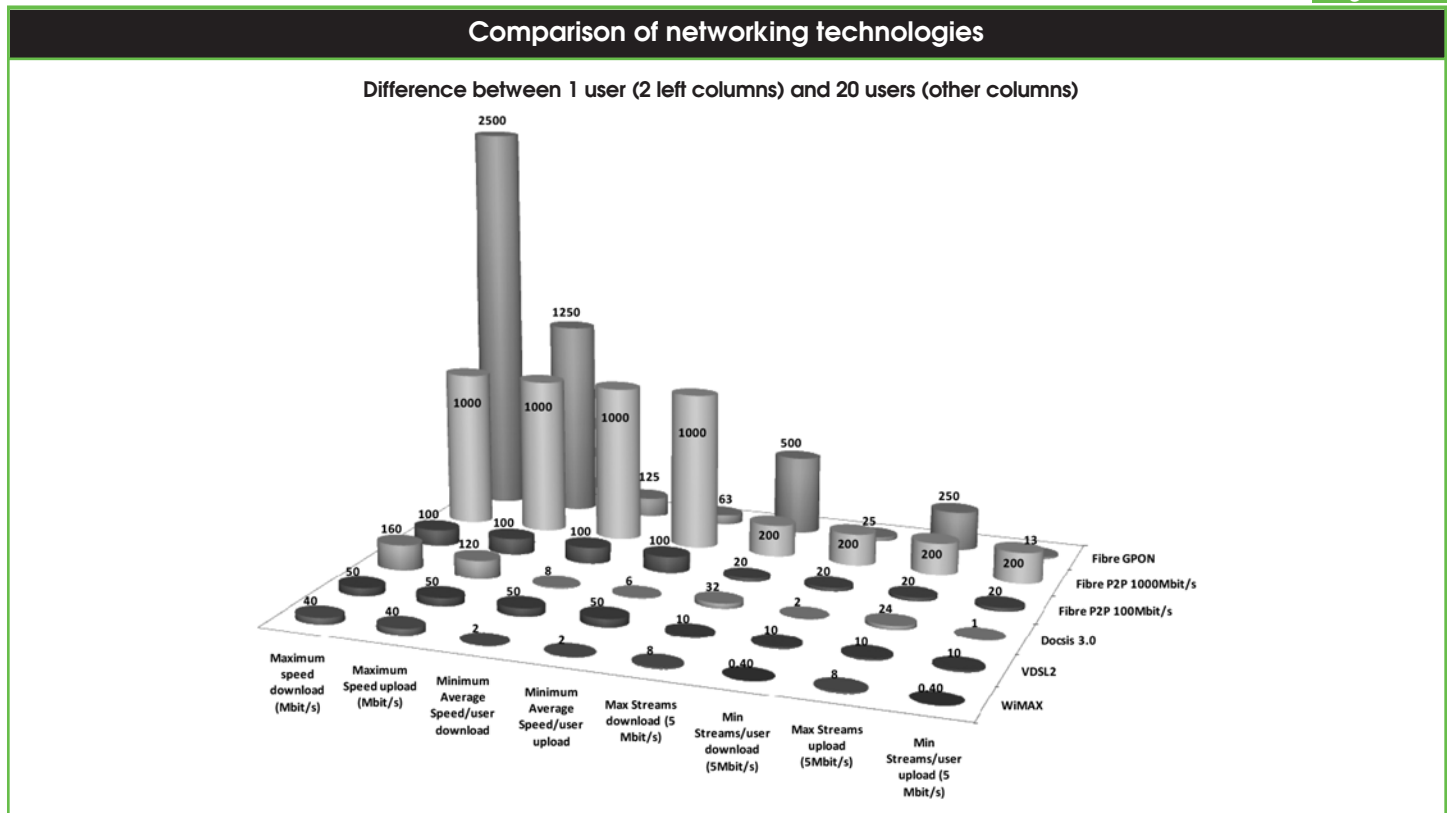 Comparison of networking technologies
Difference between 1 user (2 left columns) and 20 users (other columns)
2500
1250
1000
1000
1000
1000
500
125
63
250
25
13
200
200
200
200
100
100
100
100
20
20
20
20
160
120
8
6
32
2
24
1
50
50
50
50
10
10
10
10
40
40
2
2
8
0.40
8
0.40
Fibre GPON
Fibre P2P 1000Mbit/s
Fibre P2P 100Mbit/s
Docsis 3.0
VDSL2
WiMAX
Maximum
speed
download
(Mbit/s)
Maximum
Speed upload
(Mbit/s)
Minimum
Average
Speed/user
download
Minimum
Average
Speed/user
upload
Max Streams
download (5
Mbit/s)
Min
Streams/user
download
(5Mbit/s)
Max Streams
upload
(5Mbit/s)
Min
Streams/user
upload (5
Mbit/s)